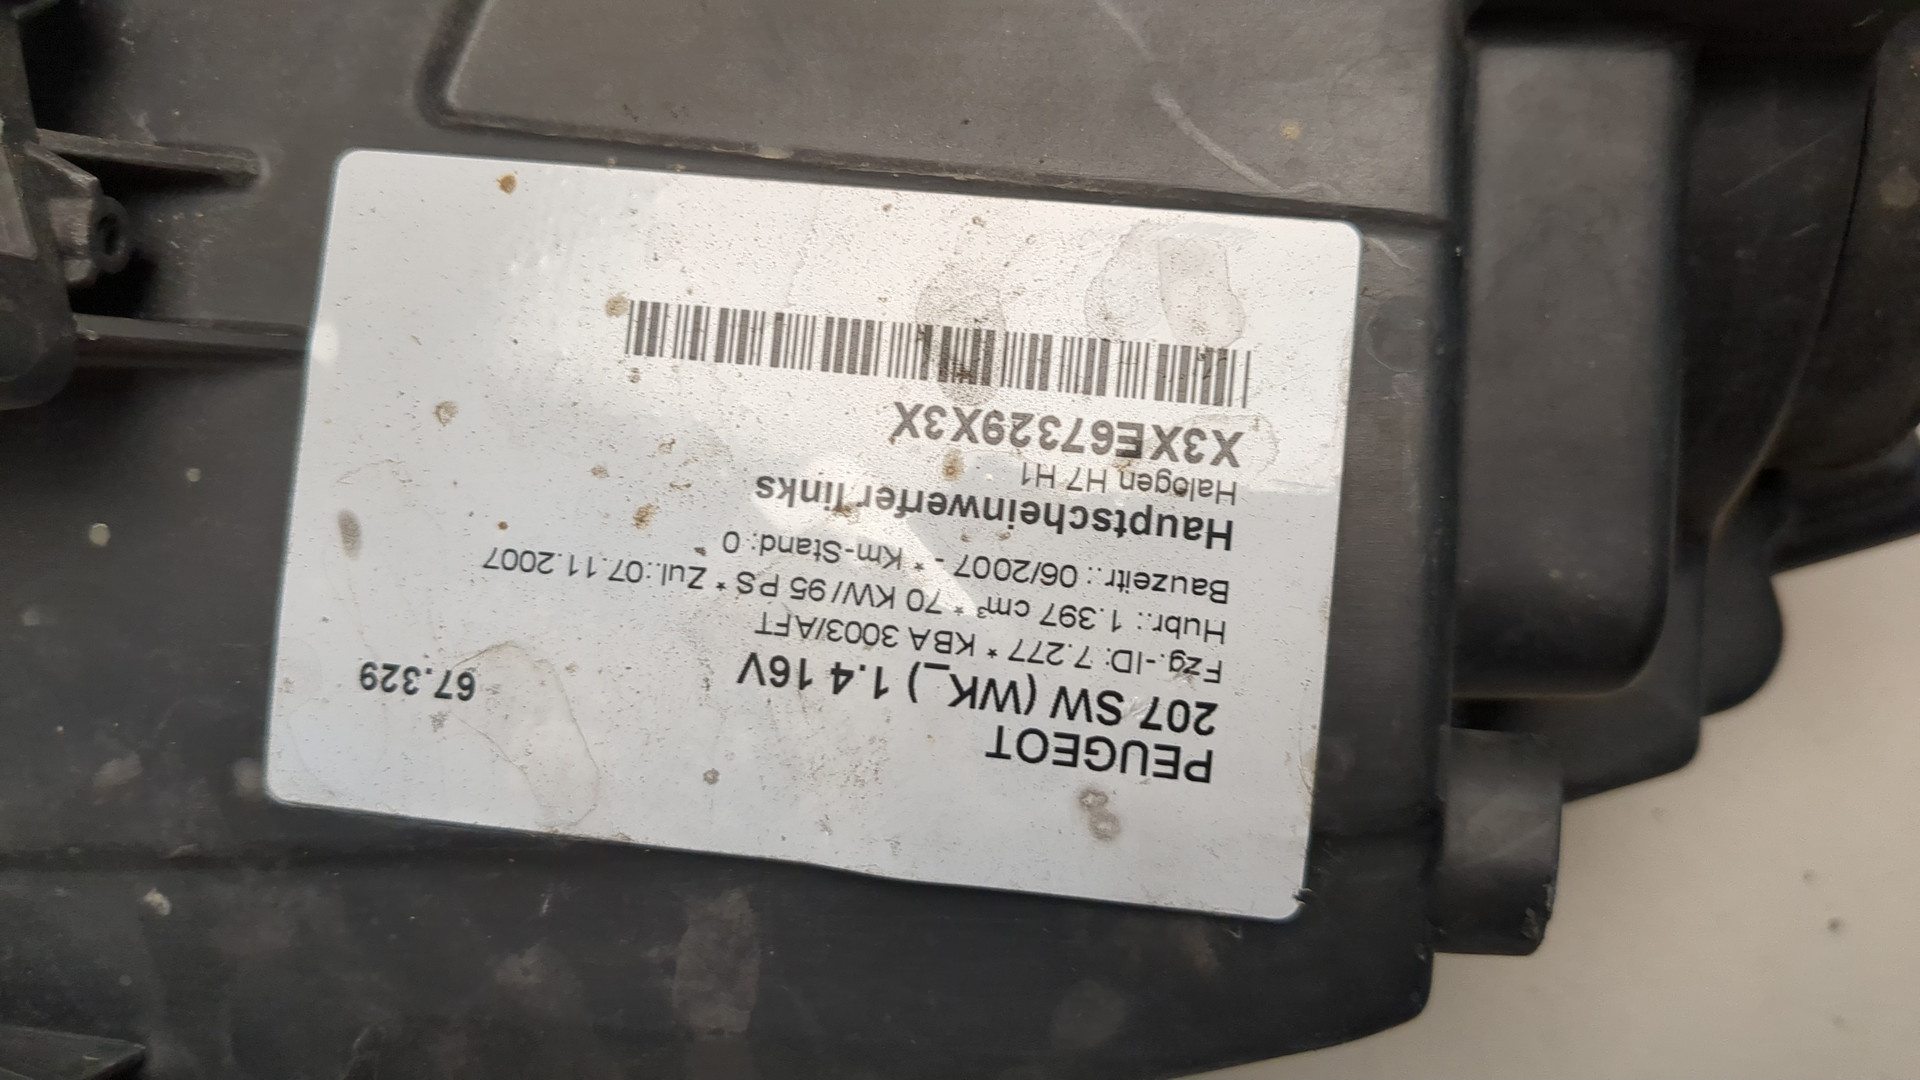 PEUGEOT
207 SW (WK_) 1.4 16V
67.329
Fzg.-ID: 7.277 * KBA 3003/AFT
Hubr.: 1.397 cm³ * 70 KW/95 PS * Zul.:07.11.2007
Bauzeitr.: 06/2007 - * Km-Stand: 0
Hauptscheinwerfer links
Halogen H7 H1
X3XE67329X3X